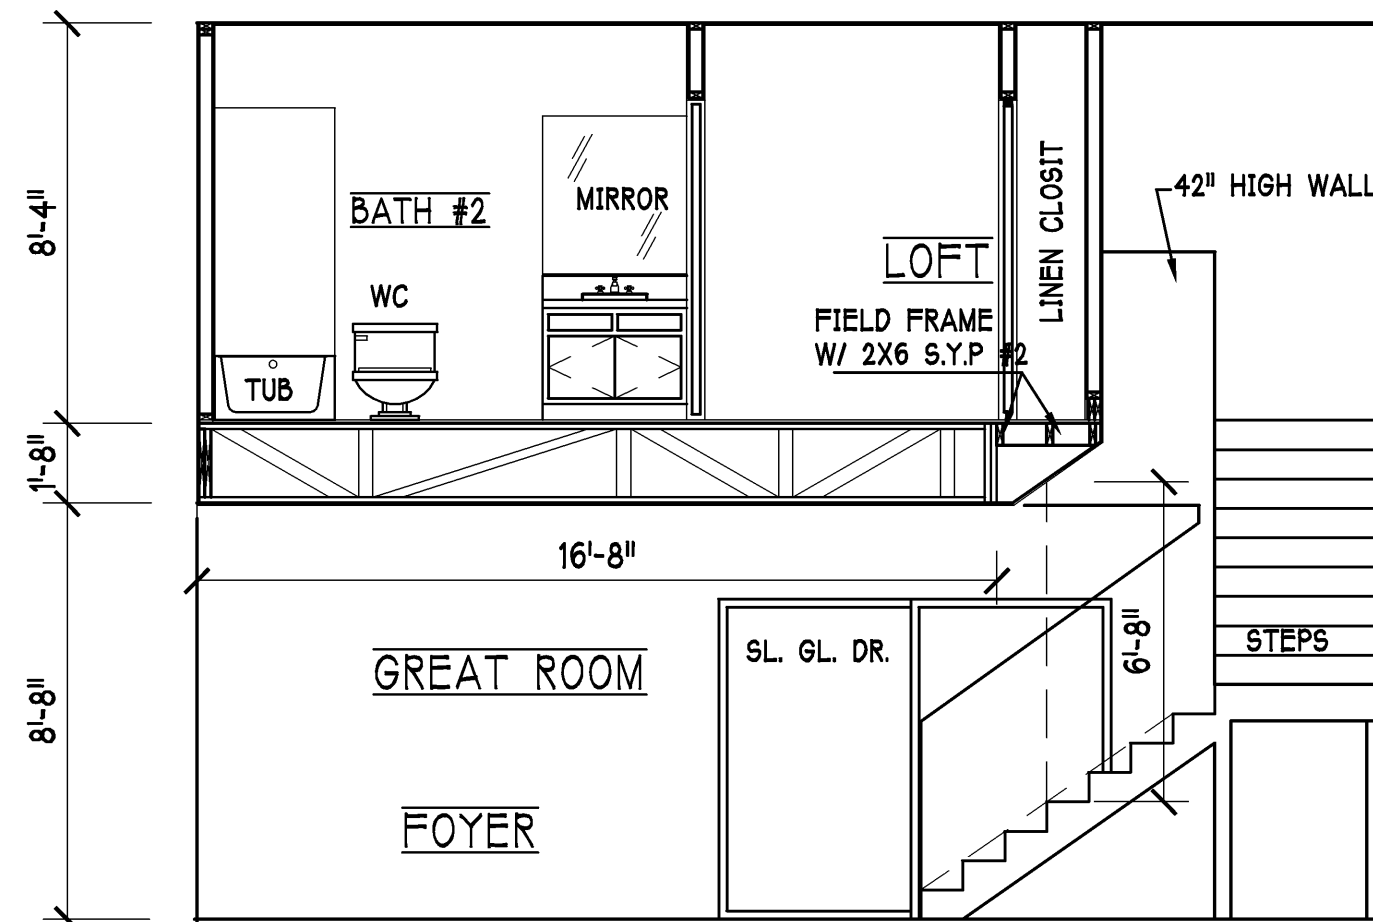 8'-4"
BATH #2
MIRROR
WC
TUB
LOFT
FIELD FRAME
W/ 2X6 S.Y.P #2
LINEN CLOSIT
42" HIGH WALL
1'-8"
16'-8"
8'-8"
GREAT ROOM
SL. GL. DR.
6'-8"
STEPS
FOYER